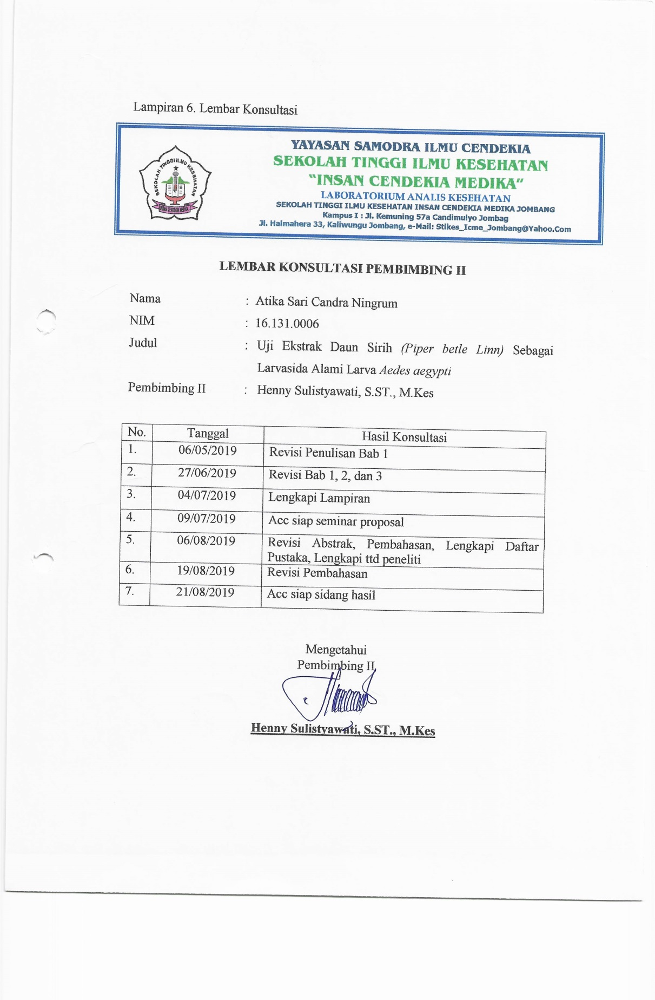 Lampiran 6. Lembar Konsultasi
SEKOLAH TINGGI ILMU KESEHATAN
INSAN CENDEKIA MEDIKA
YAYASAN SAMODRA ILMU CENDEKIA
SEKOLAH TINGGI ILMU KESEHATAN
"INSAN CENDEKIA MEDIKA"
LABORATORIUM ANALIS KESEHATAN
SEKOLAH TINGGI ILMU KESEHATAN INSAN CENDEKIA MEDIKA JOMBANG
Kampus I : Jl. Kemuning 57a Candimulyo Jombag
Jl. Halmahera 33, Kaliwungu Jombang, e-Mail: Stikes_Icme_Jombang@Yahoo.Com
LEMBAR KONSULTASI PEMBIMBING II
Nama : Atika Sari Candra Ningrum
NIM : 16.131.0006
Judul : Uji Ekstrak Daun Sirih (Piper betle Linn) Sebagai
Larvasida Alami Larva Aedes aegypti
Pembimbing II : Henny Sulistyawati, S.ST., M.Kes
No. Tanggal Hasil Konsultasi
1. 06/05/2019 Revisi Penulisan Bab 1
2. 27/06/2019 Revisi Bab 1, 2, dan 3
3. 04/07/2019 Lengkapi Lampiran
4. 09/07/2019 Acc siap seminar proposal
5. 06/08/2019 Revisi Abstrak, Pembahasan, Lengkapi Daftar
Pustaka, Lengkapi ttd peneliti
6. 19/08/2019 Revisi Pembahasan
7. 21/08/2019 Acc siap sidang hasil
Mengetahui
Pembimbing II
Henny Sulistyawati, S.ST., M.Kes